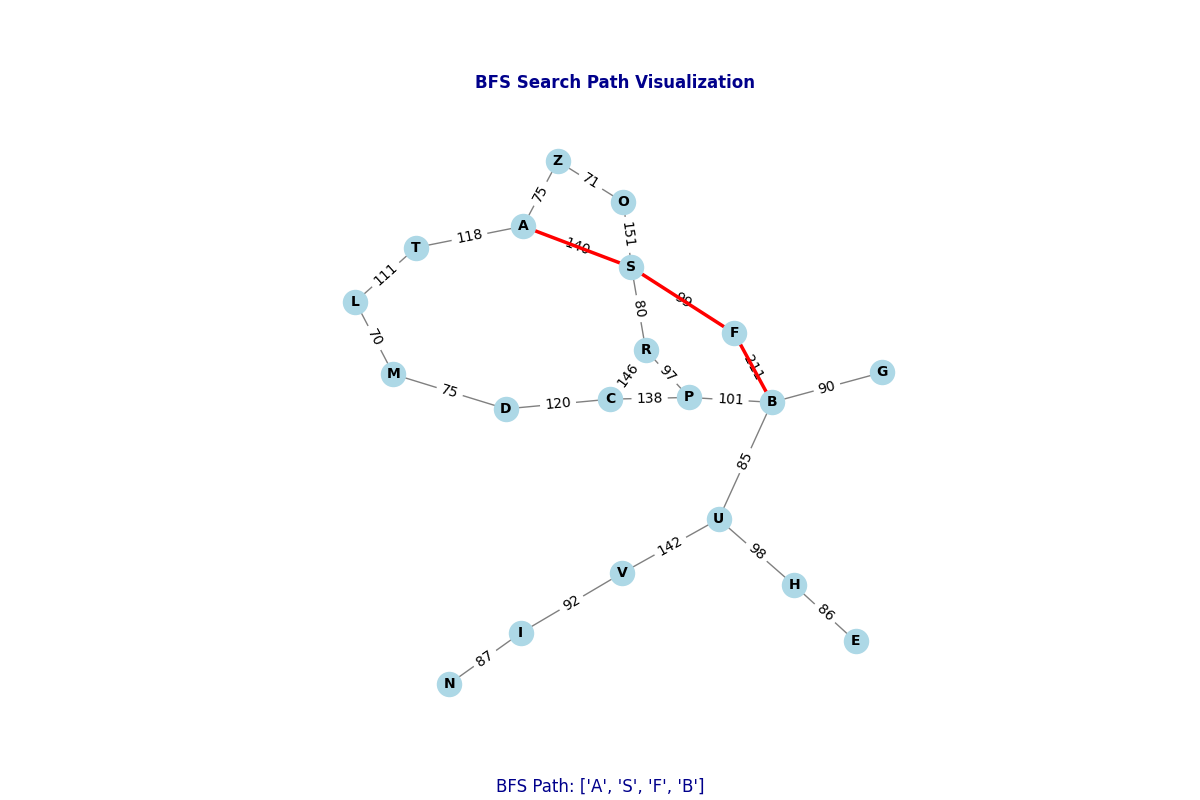 BFS Search Path Visualization
Z
71
O
75
A
118
T
151
140
S
111
L
99
80
70
F
R
211
M
146
97
G
90
75
D
120
C
138
P
101
B
85
U
142
98
V
H
92
86
I
E
87
N
BFS Path: ['A', 'S', 'F', 'B']